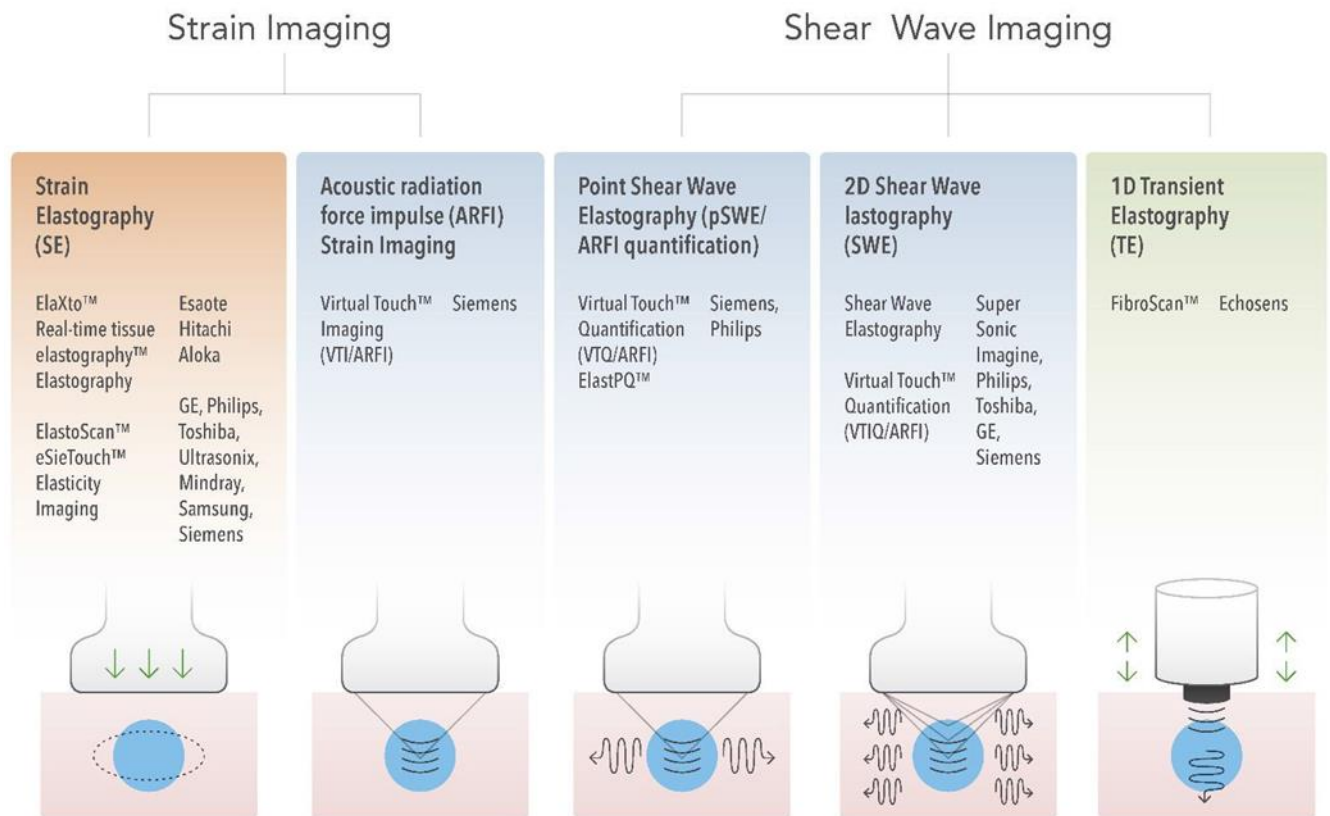 Strain Imaging
Shear Wave Imaging
Strain
Elastography
(SE)
ElaXto™
Real-time tissue
elastography™
Elastography
ElastoScan™
eSieTouch™
Elasticity
Imaging
Esaote
Hitachi
Aloka
GE, Philips,
Toshiba,
Ultrasonix,
Mindray,
Samsung,
Siemens
Acoustic radiation
force impulse (ARFI)
Strain Imaging
Virtual Touch™
Imaging
(VTI/ARFI)
Siemens
Point Shear Wave
Elastography (pSWE/
ARFI quantification)
Virtual Touch™
Quantification
(VTQ/ARFI)
ElastPQ™
Siemens,
Philips
2D Shear Wave
lastography
(SWE)
Shear Wave
Elastography
Virtual Touch™
Quantification
(VTIQ/ARFI)
Super
Sonic
Imagine,
Philips,
Toshiba,
GE,
Siemens
1D Transient
Elastography
(TE)
FibroScan™
Echosens